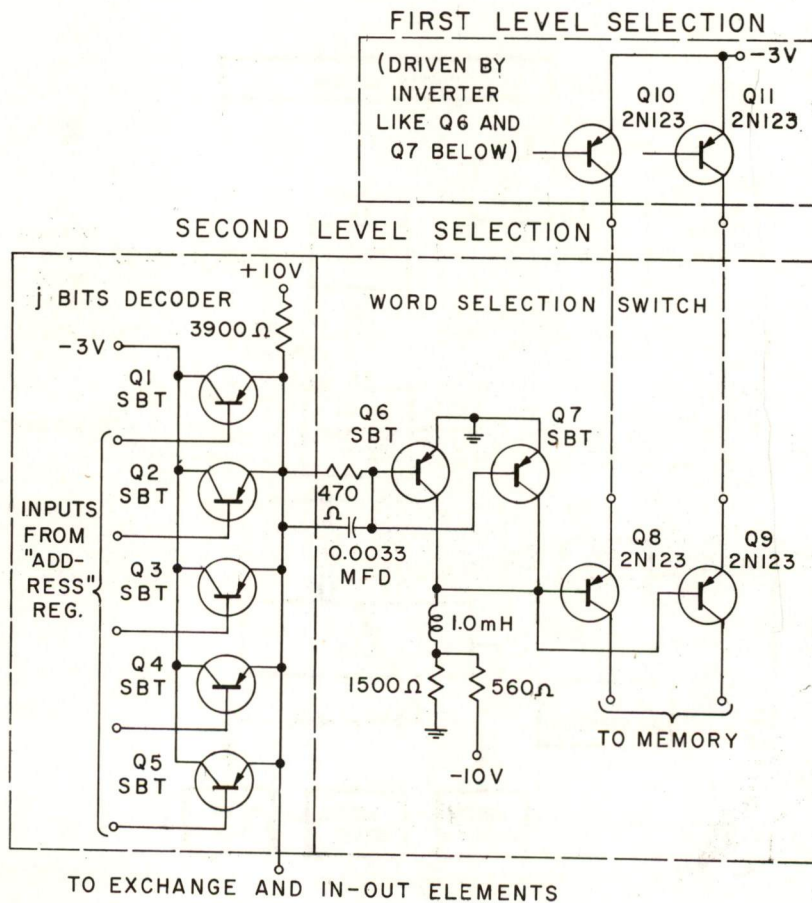 FIRST LEVEL SELECTION
(DRIVEN BY
INVERTER
LIKE Q6 AND
Q7 BELOW)
-3V
Q10
2N123
Q11
2N123
SECOND LEVEL SELECTION
j BITS DECODER
+10V
3900Ω
-3V
Q1
SBT
Q2
SBT
Q3
SBT
Q4
SBT
Q5
SBT
INPUTS
FROM
"ADD-
RESS"
REG.
WORD SELECTION SWITCH
Q6
SBT
Q7
SBT
470
Ω
0.0033
MFD
Q8
2N123
Q9
2N123
1.0mH
1500Ω
560Ω
-10V
TO MEMORY
TO EXCHANGE AND IN-OUT ELEMENTS